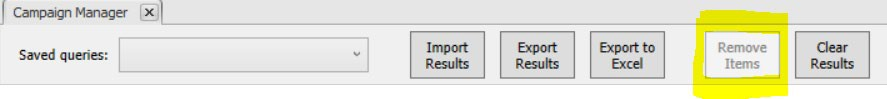 Campaign Manager
Saved queries:
Import
Results
Export
Results
Export to
Excel
Remove
Items
Clear
Results